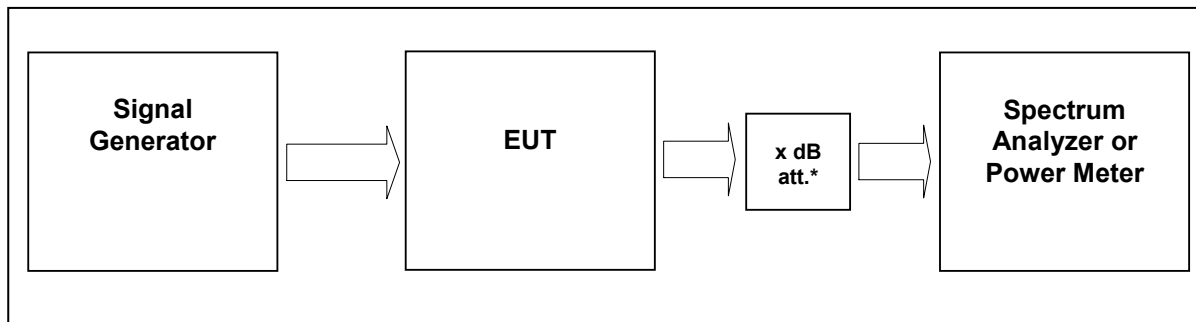 Signal
Generator
EUT
x dB
att.*
Spectrum
Analyzer or
Power Meter